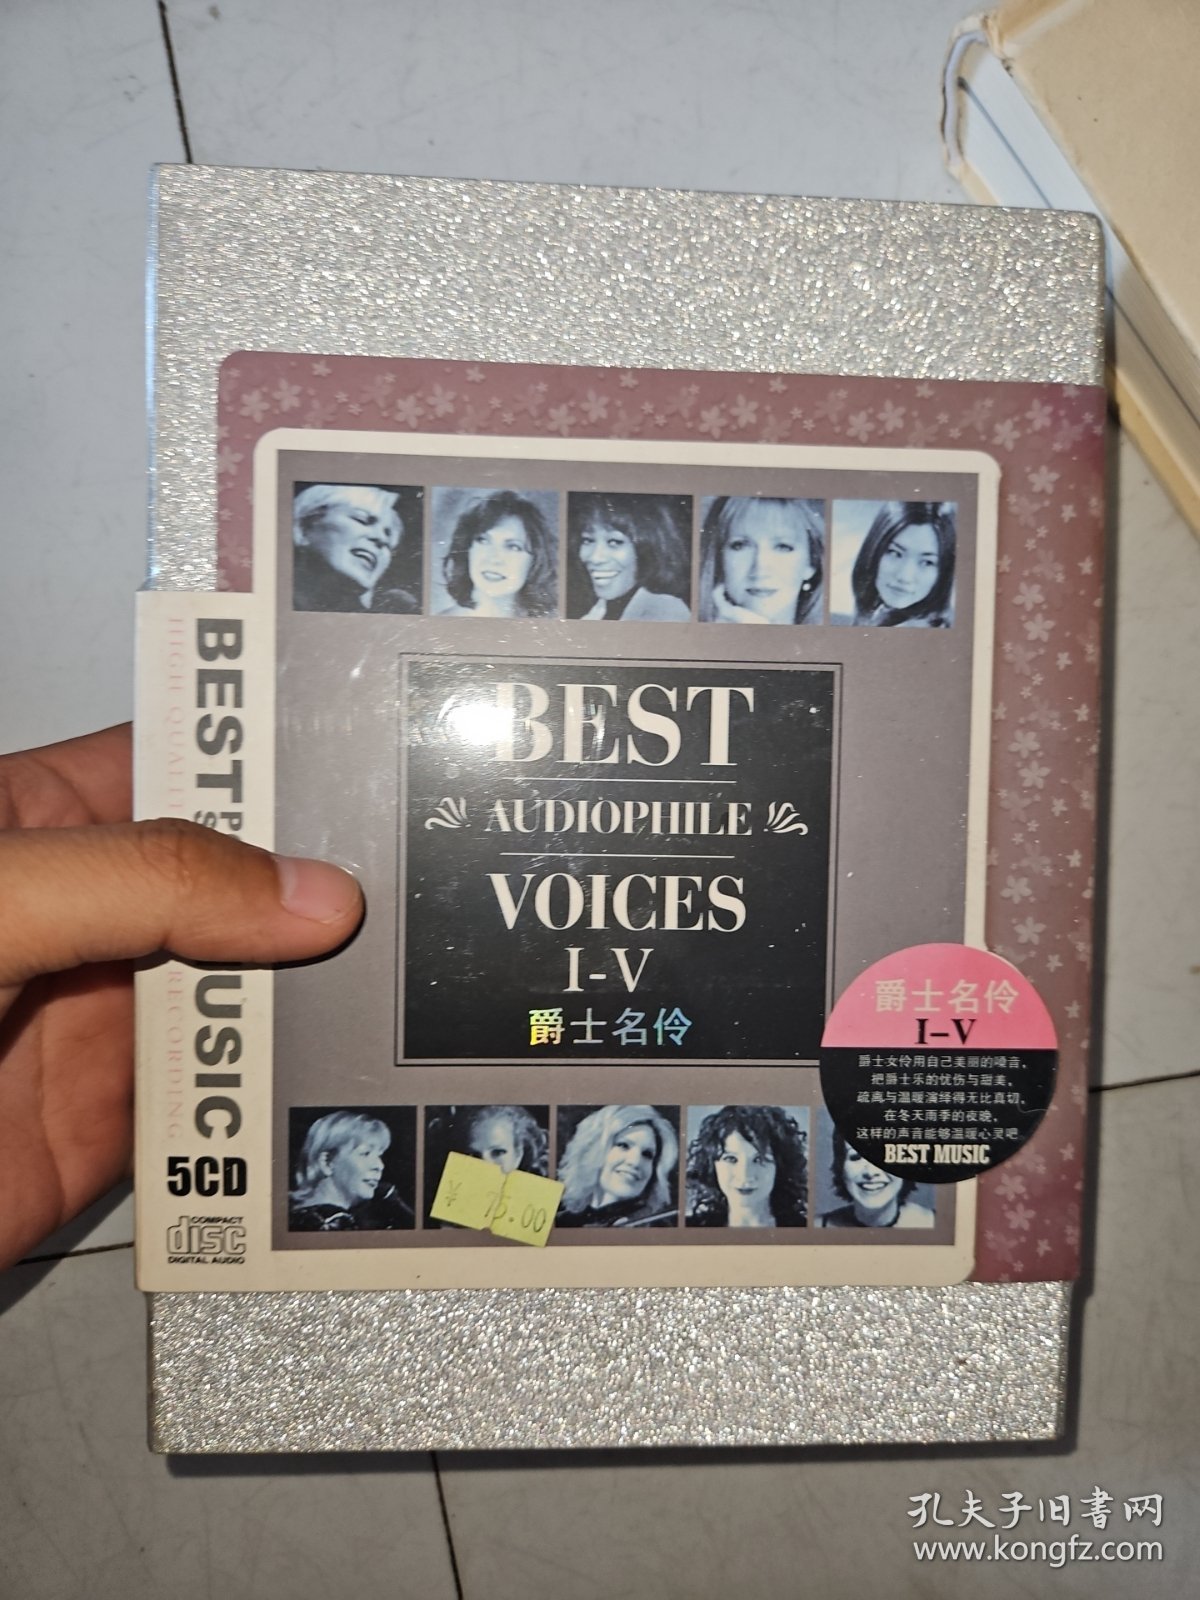 BEST
AUDIOPHILE
VOICES
I-V
爵士名伶
爵士名伶
I-V
爵士女伶用自己美丽的嗓音,
把爵士乐的忧伤与甜美,
疏离与温暖演绎得无比真切,
在冬天雨季的夜晚,
这样的声音能够温暖心灵吧
BEST MUSIC
BEST
HIGH QUALIT
RECORDING
5CD
COMPACT
disc
DIGITAL AUDIO
¥ 75.00
孔夫子旧书网
www.kongfz.com